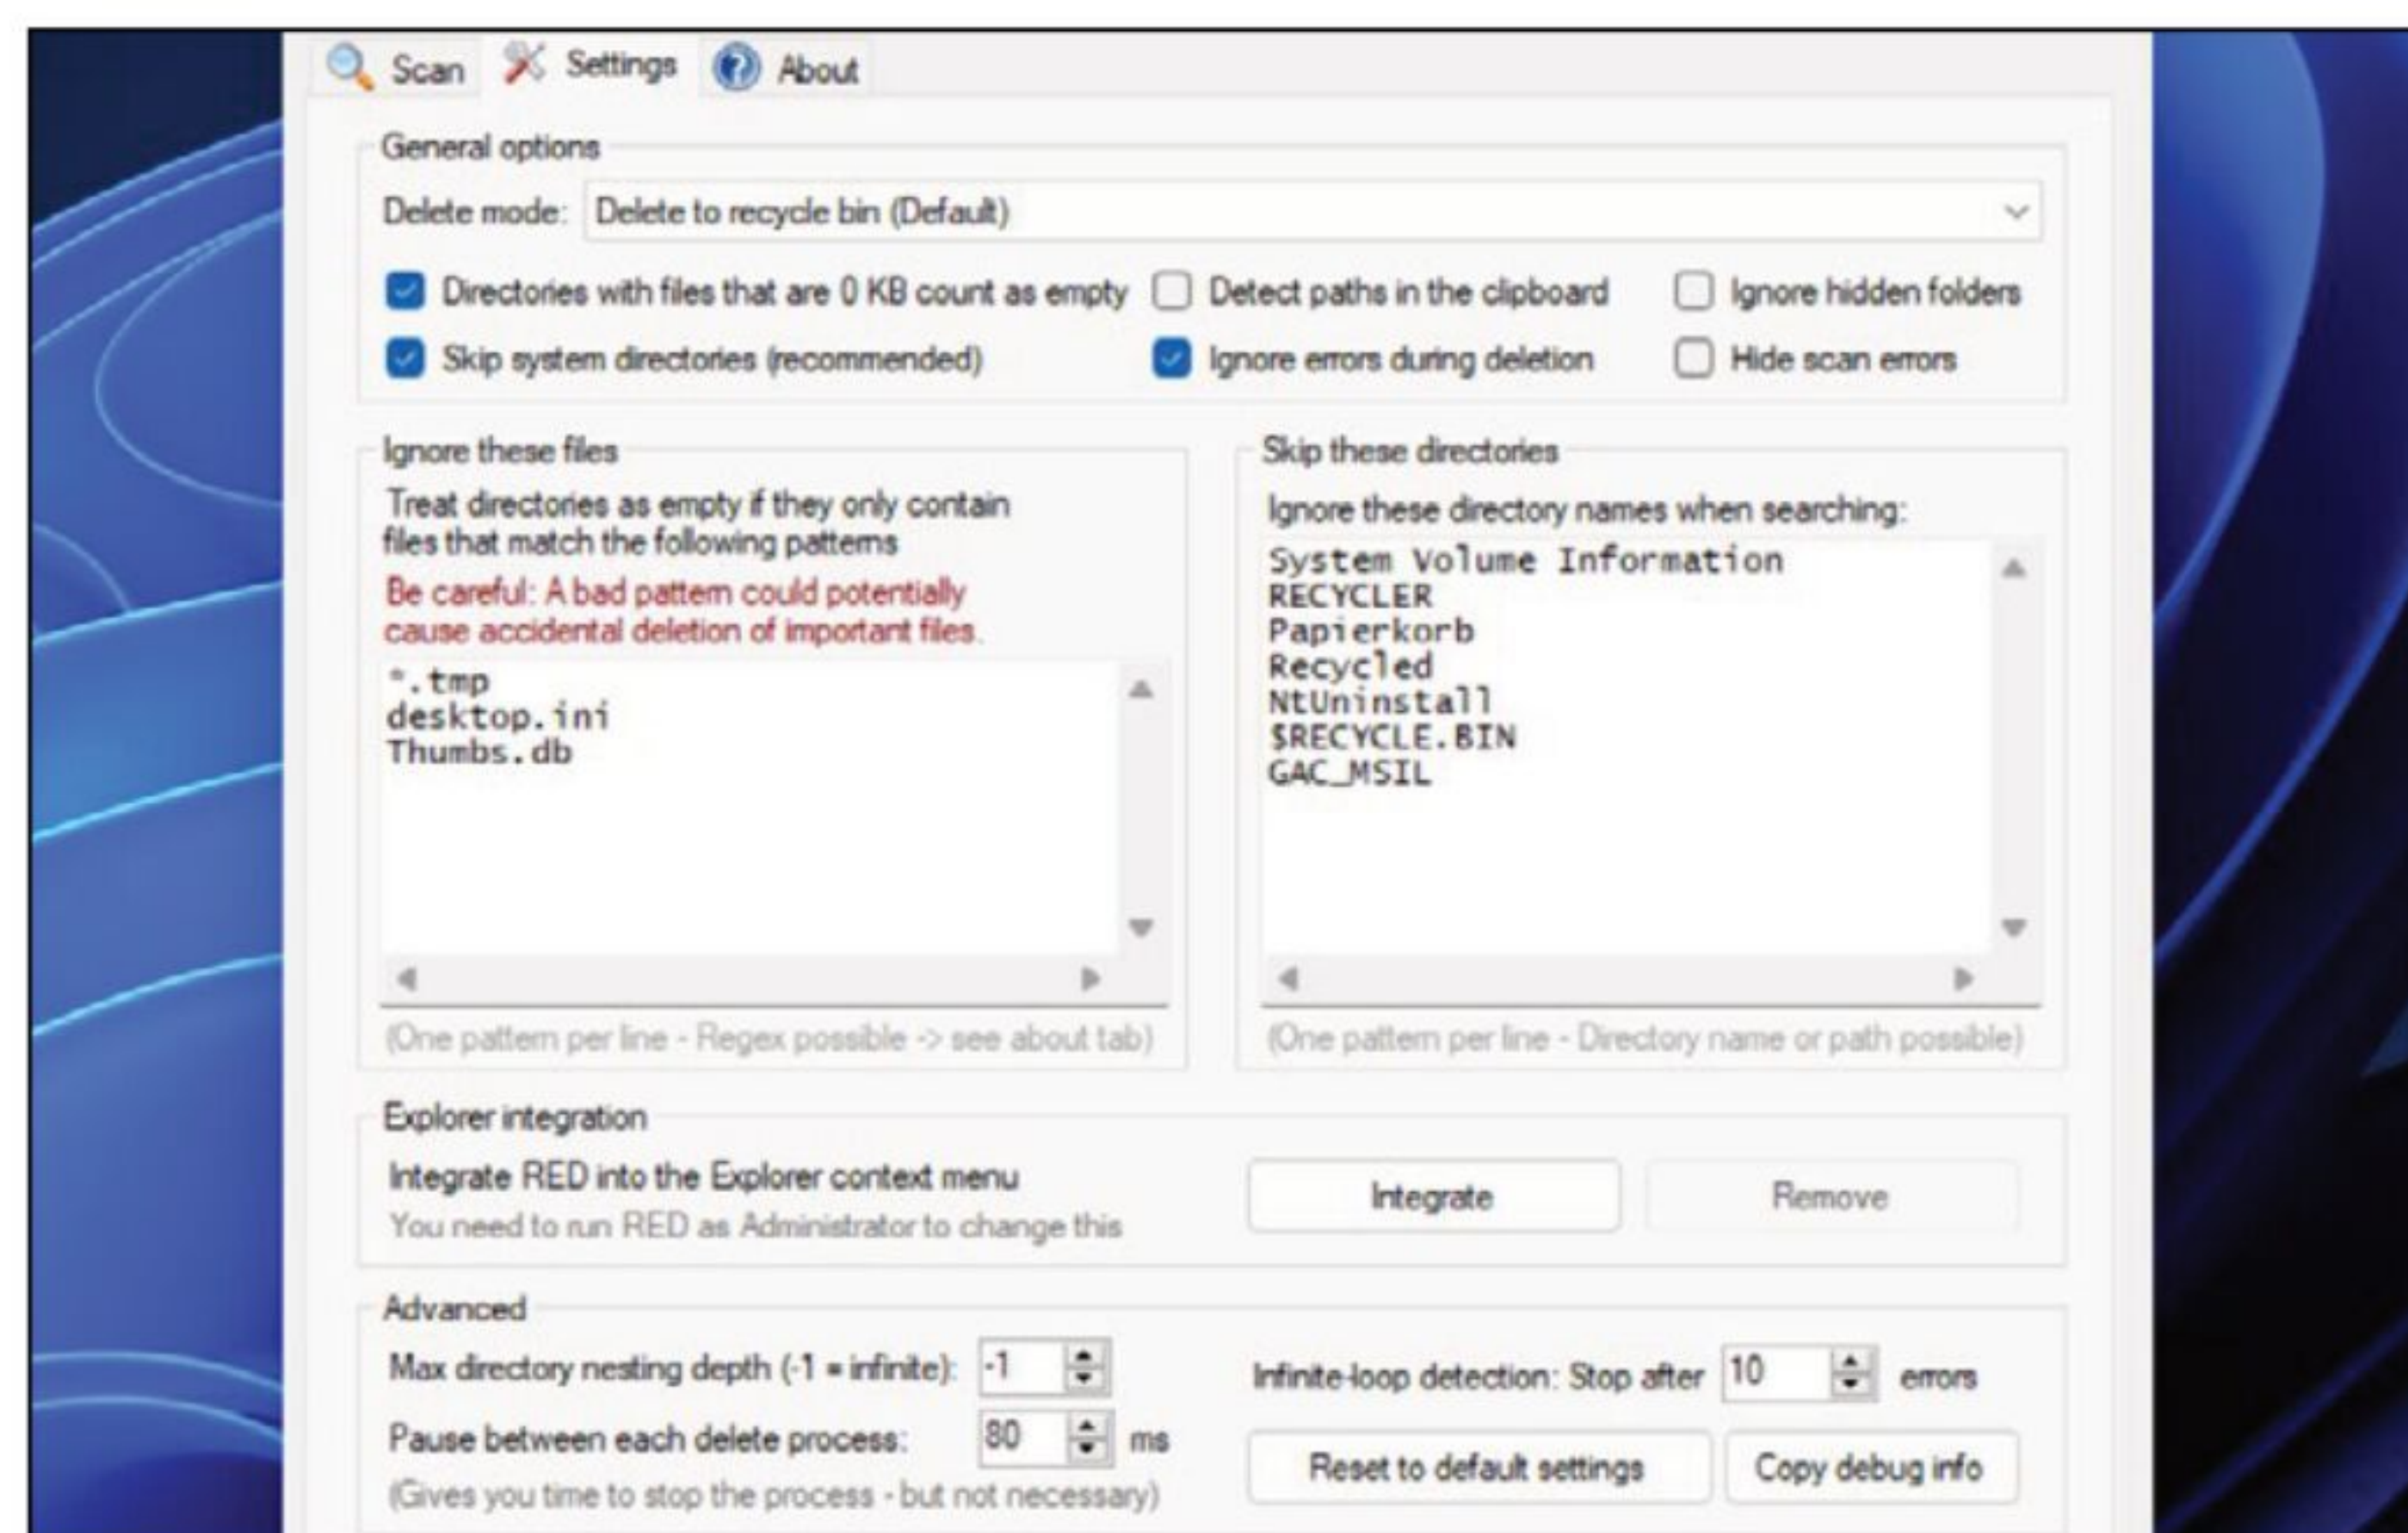 Scan Settings About
General options
Delete mode: Delete to recycle bin (Default)
Directories with files that are 0 KB count as empty Detect paths in the clipboard Ignore hidden folders
Skip system directories (recommended) Ignore errors during deletion Hide scan errors
Ignore these files
Treat directories as empty if they only contain
files that match the following patterns
Be careful: A bad pattern could potentially
cause accidental deletion of important files.
*.tmp
desktop.ini
Thumbs.db
(One pattern per line - Regex possible -> see about tab)
Skip these directories
Ignore these directory names when searching:
System Volume Information
RECYCLER
Papierkorb
Recycled
NtUninstall
$RECYCLE.BIN
GAC_MSIL
(One pattern per line - Directory name or path possible)
Explorer integration
Integrate RED into the Explorer context menu
You need to run RED as Administrator to change this
Integrate Remove
Advanced
Max directory nesting depth (-1 = infinite): -1
Infinite-loop detection: Stop after 10 errors
Pause between each delete process: 80 ms
(Gives you time to stop the process - but not necessary)
Reset to default settings Copy debug info